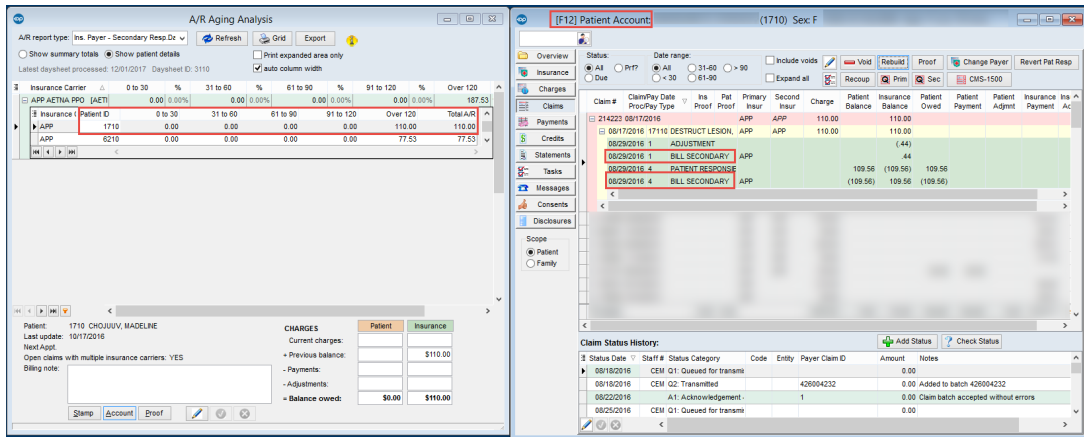 A/R Aging Analysis
A/R report type: Ins. Payer - Secondary Resp.Da Refresh Grid Export
Show summary totals Show patient details Print expanded area only
Latest daysheet processed: 12/01/2017 Daysheet ID: 3110 auto column width
Insurance Carrier 0 to 30 % 31 to 60 % 61 to 90 % 91 to 120 % Over 120
APP AETNA PPO [AETI 0.00 0.00% 0.00 0.00% 0.00 0.00% 0.00 0.00% 187.53
Insurance Patient ID 0 to 30 31 to 60 61 to 90 91 to 120 Over 120 Total A/R
APP 1710 0.00 0.00 0.00 0.00 110.00 110.00
APP 6210 0.00 0.00 0.00 0.00 77.53 77.53
Patient: 1710 CHOJUUV, MADELINE
Last update: 10/17/2016
Next Appt.
Open claims with multiple insurance carriers: YES
Billing note:
Stamp Account Proof
CHARGES Patient Insurance
Current charges:
+ Previous balance: $110.00
- Payments:
- Adjustments:
= Balance owed: $0.00 $110.00
[F12] Patient Account: (1710) Sex: F
Overview
Insurance
Charges
Claims
Payments
Credits
Statements
Tasks
Messages
Consents
Disclosures
Scope
Patient
Family
Status: Date range:
All Prf? All 31-60 > 90 Include voids Void Rebuild Proof Change Payer Revert Pat Resp
Due < 30 61-90 Expand all Recoup Prim Sec CMS-1500
Claim # Claim/Pay Date Proc/Pay Type Ins Proof Pat Proof Primary Insur Second Insur Charge Patient Balance Insurance Balance Patient Owed Patient Payment Patient Adjmnt Insurance Payment Ins Ac
214223 08/17/2016 APP APP 110.00 110.00
08/17/2016 17110 DESTRUCT LESION, APP APP 110.00 110.00
08/29/2016 1 ADJUSTMENT (.44)
08/29/2016 1 BILL SECONDARY APP .44
08/29/2016 4 PATIENT RESPONSIE 109.56 (109.56) 109.56
08/29/2016 4 BILL SECONDARY APP (109.56) 109.56 (109.56)
Claim Status History: Add Status Check Status
Status Date Staff # Status Category Code Entity Payer Claim ID Amount Notes
08/18/2016 CEM Q1: Queued for transmis 0.00
08/18/2016 CEM Q2: Transmitted 426004232 0.00 Added to batch 426004232
08/22/2016 A1: Acknowledgement - 1 0.00 Claim batch accepted without errors
08/25/2016 CEM Q1: Queued for transmis 0.00